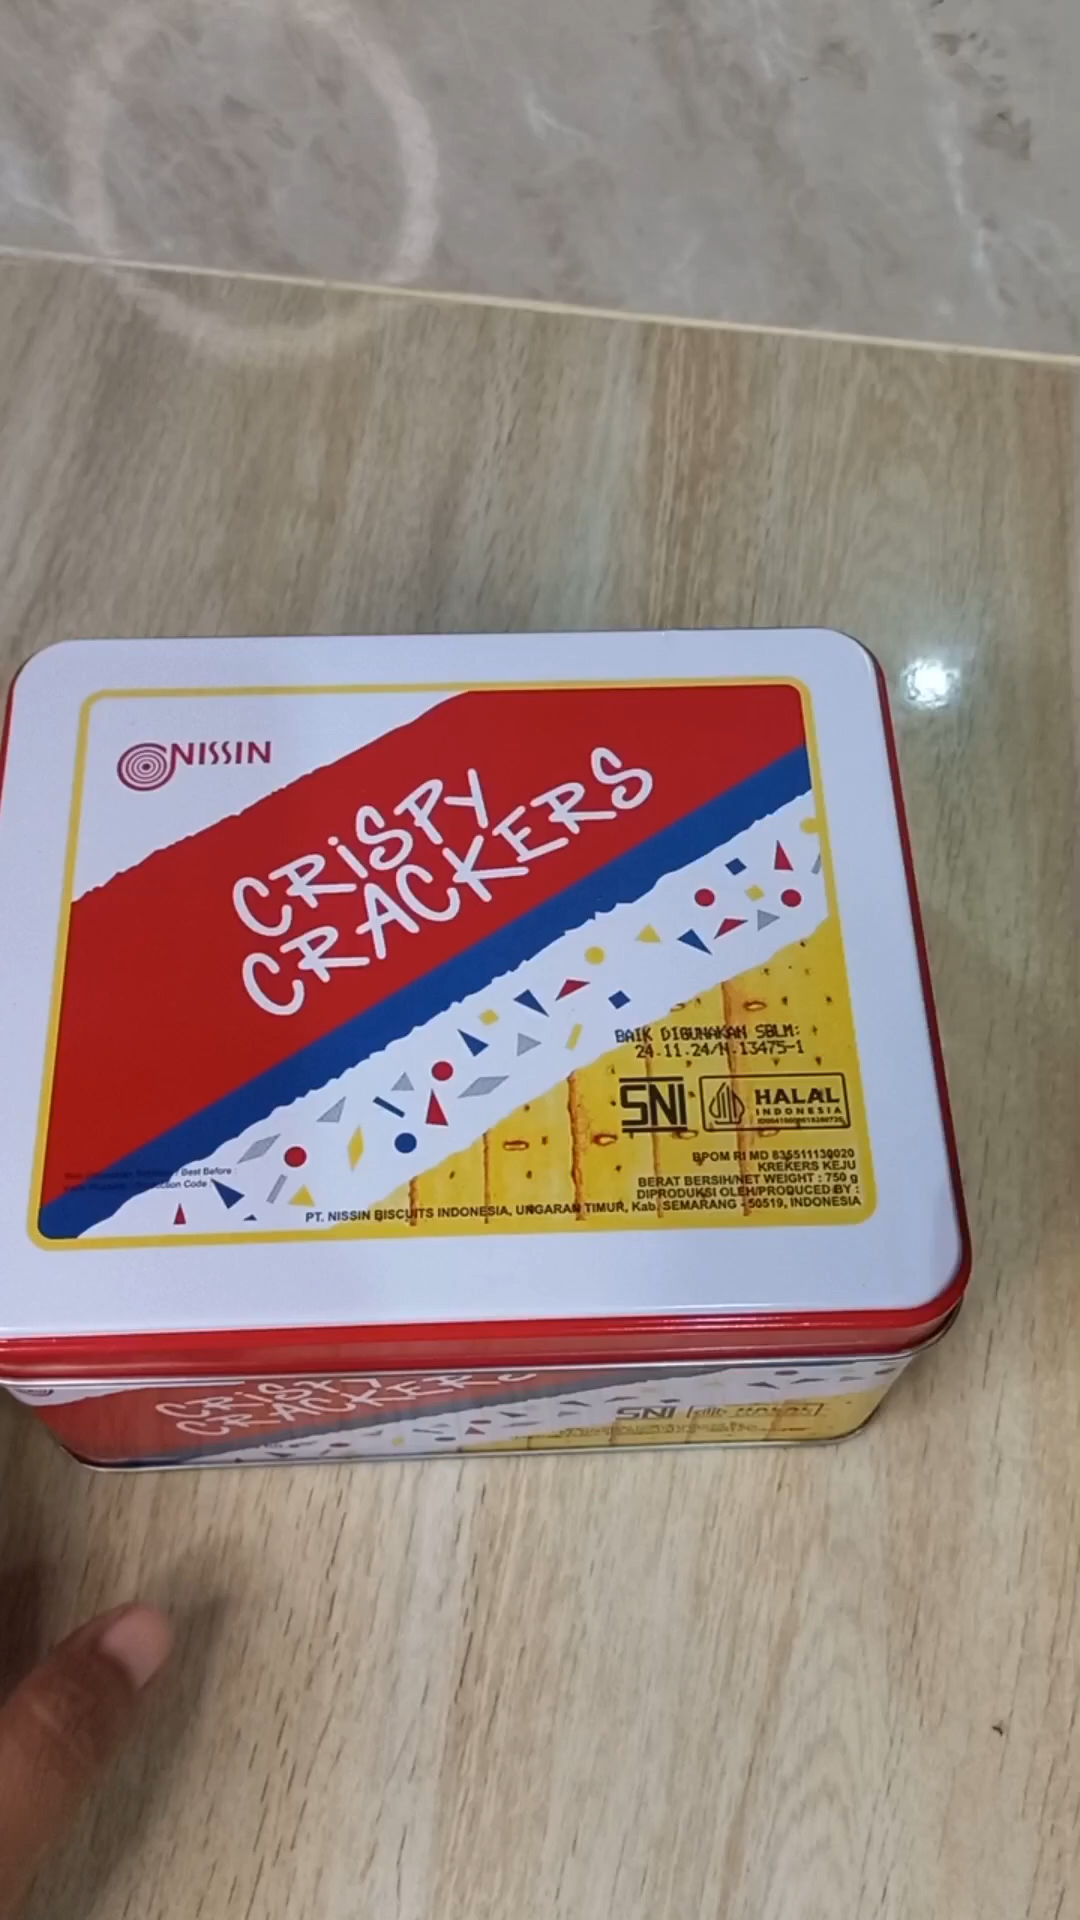 NISSIN
CRiSPY
CRACKERS
BAIK DIGUNAKAN SBLM:
24.11.24/M.13475-1
SNI
HALAL
INDONESIA
Best Before :
Production Code :
BPOM RI MD 835511130020
KREKERS KEJU
BERAT BERSIH/NET WEIGHT : 750 g
DIPRODUKSI OLEH/PRODUCED BY :
PT. NISSIN BISCUITS INDONESIA, UNGARAN TIMUR, Kab. SEMARANG - 50519, INDONESIA
CRiSPY
CRACKERS
SNI